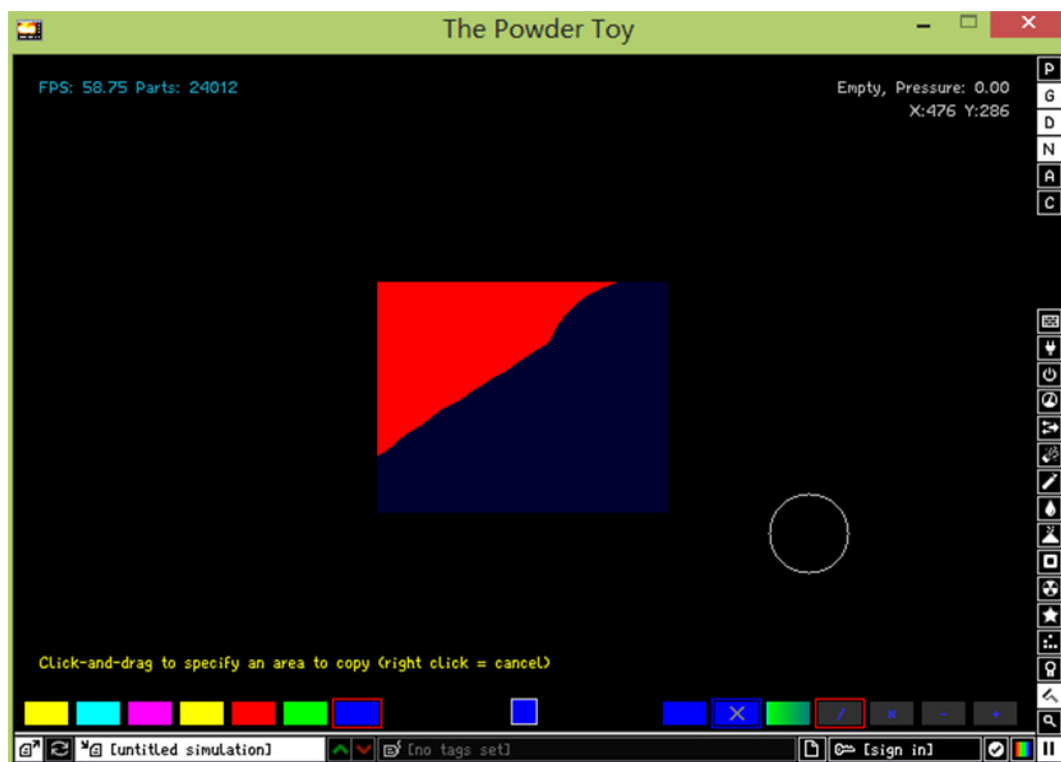 The Powder Toy
FPS: 58.75 Parts: 24012
Empty, Pressure: 0.00
X:476 Y:286
P
G
D
N
A
C
Click-and-drag to specify an area to copy (right click = cancel)
/ N - +
[untitled simulation] [no tags set] [sign in]